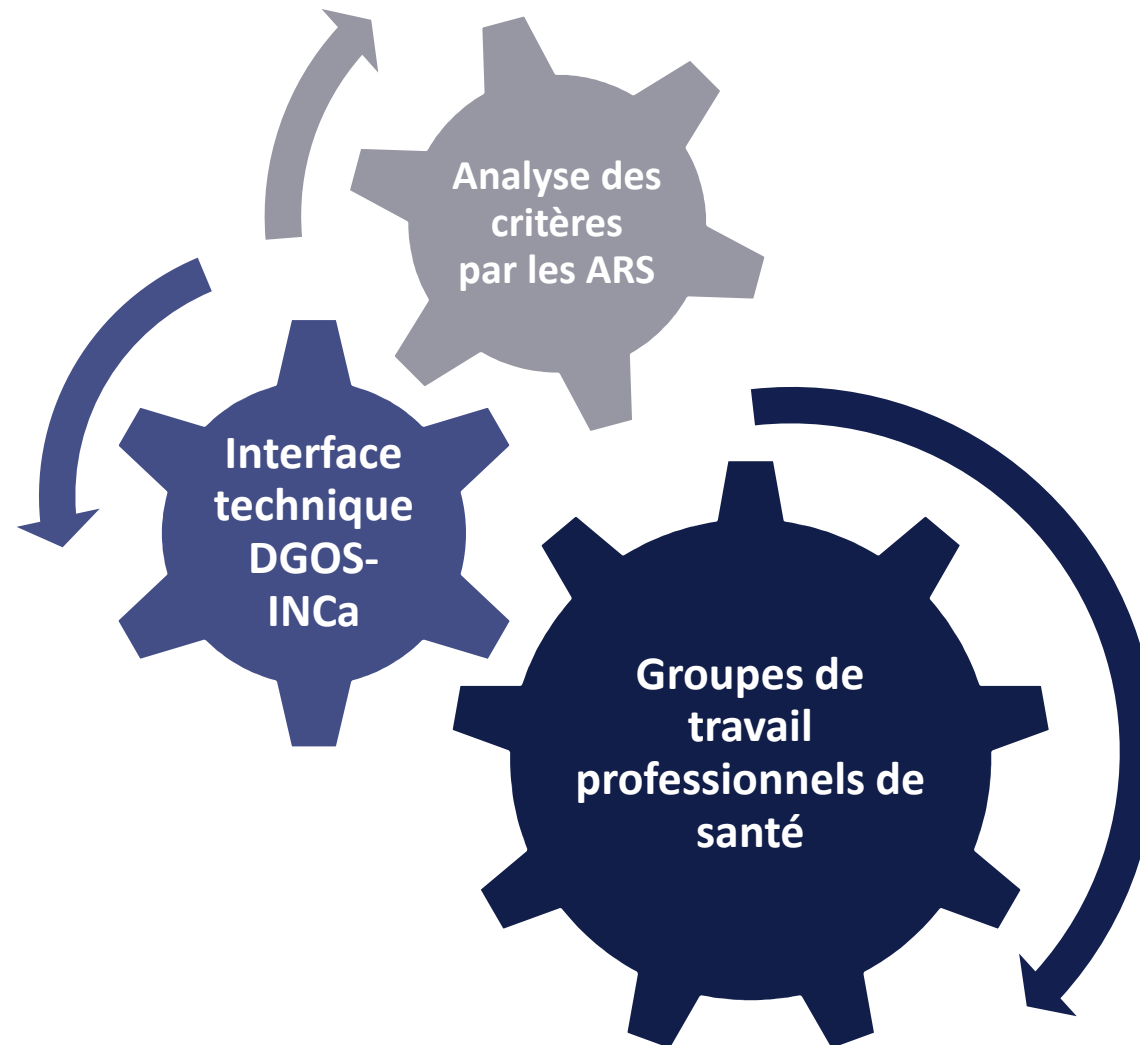 Analyse des
critères
par les ARS
Interface
technique
DGOS-
INCa
Groupes de
travail
professionnels de
santé